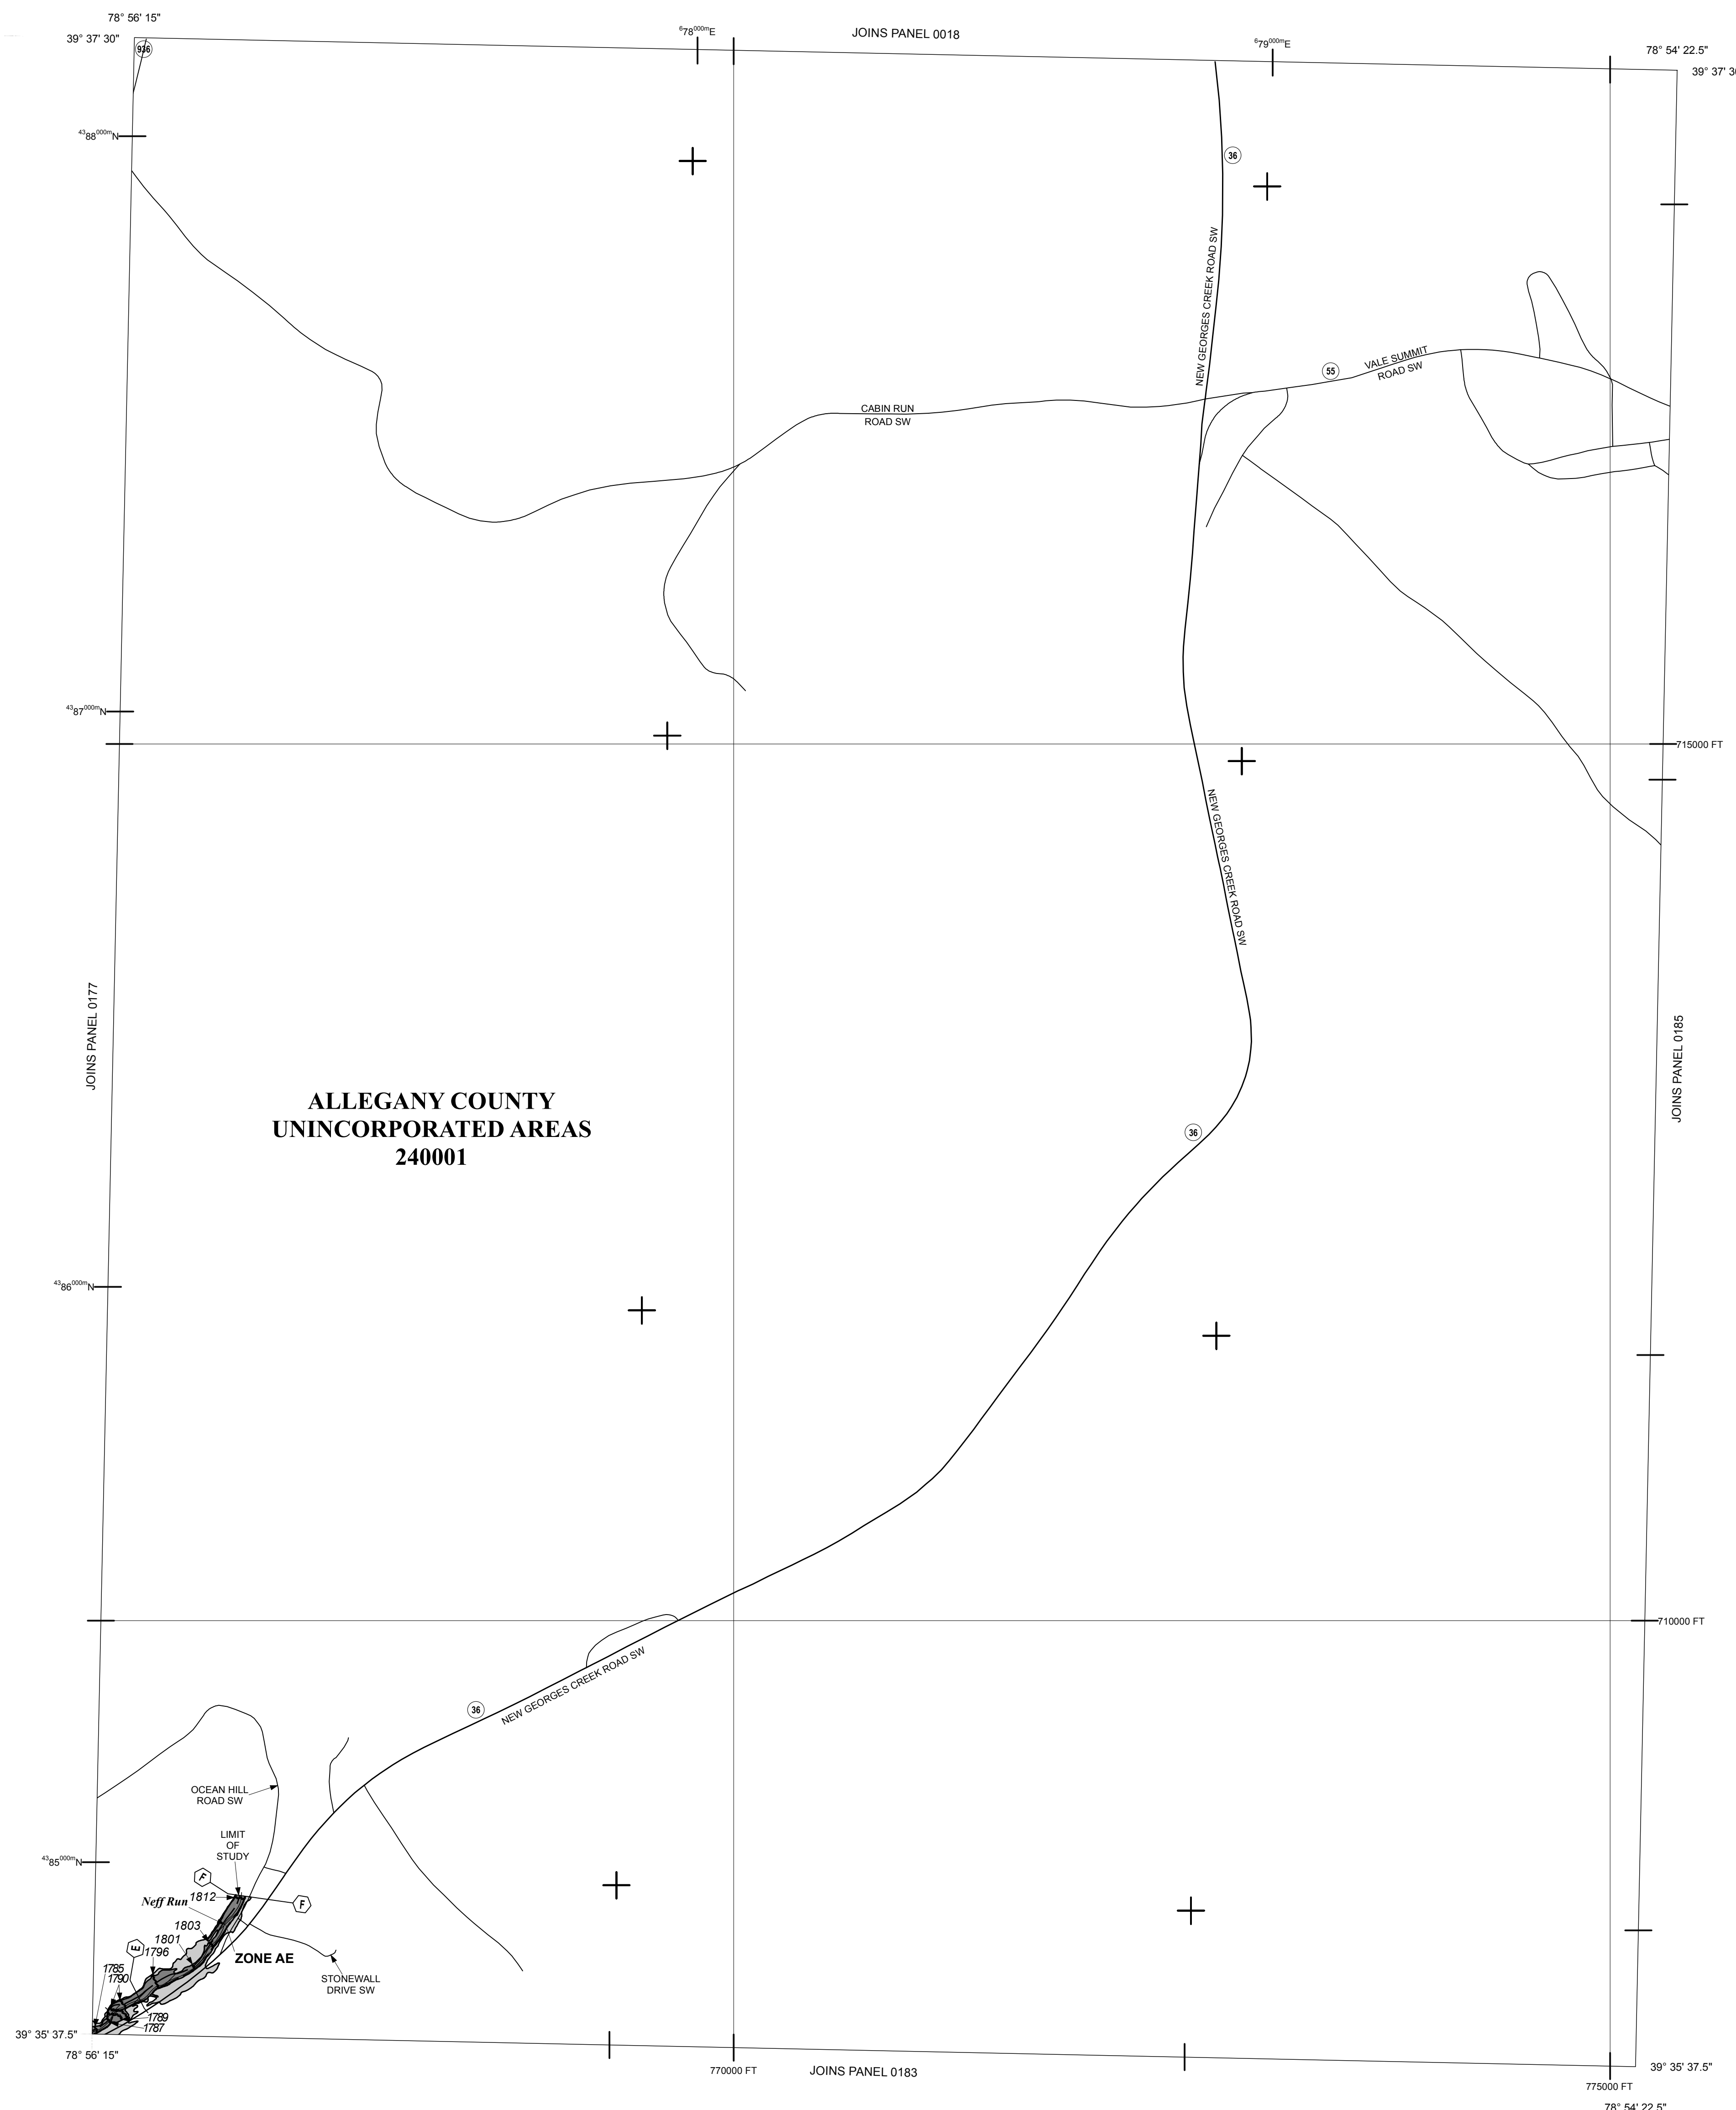 78° 56' 15"
39° 37' 30"
936
678000mE
JOINS PANEL 0018
679000mE
78° 54' 22.5"
39° 37' 30
4388000mN
36
NEW GEORGES CREEK ROAD SW
55
VALE SUMMIT
ROAD SW
CABIN RUN
ROAD SW
4387000mN
715000 FT
NEW GEORGES CREEK ROAD SW
JOINS PANEL 0177
JOINS PANEL 0185
ALLEGANY COUNTY
UNINCORPORATED AREAS
240001
36
4386000mN
710000 FT
NEW GEORGES CREEK ROAD SW
36
OCEAN HILL
ROAD SW
LIMIT
OF
STUDY
4385000mN
F
Neff Run
1812
F
1803
1801
E
1796
ZONE AE
1785
1790
STONEWALL
DRIVE SW
1789
1787
39° 35' 37.5"
78° 56' 15"
770000 FT
JOINS PANEL 0183
39° 35' 37.5"
775000 FT
78° 54' 22.5"